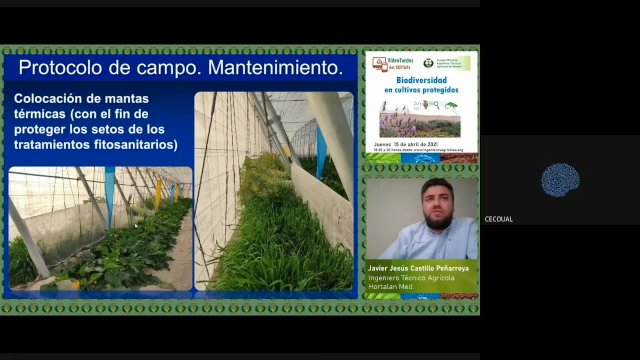 Protocolo de campo. Mantenimiento.
Colocación de mantas
térmicas (con el fin de
proteger los setos de los
tratamientos fitosanitarios)
VideoTardes
del COITAAL
Biodiversidad
en cultivos protegidos
Jueves 15 de abril de 2021
Javier Jesús Castillo Peñarroya
Ingeniero Técnico Agrícola
Hortalan Med.
CECOUAL